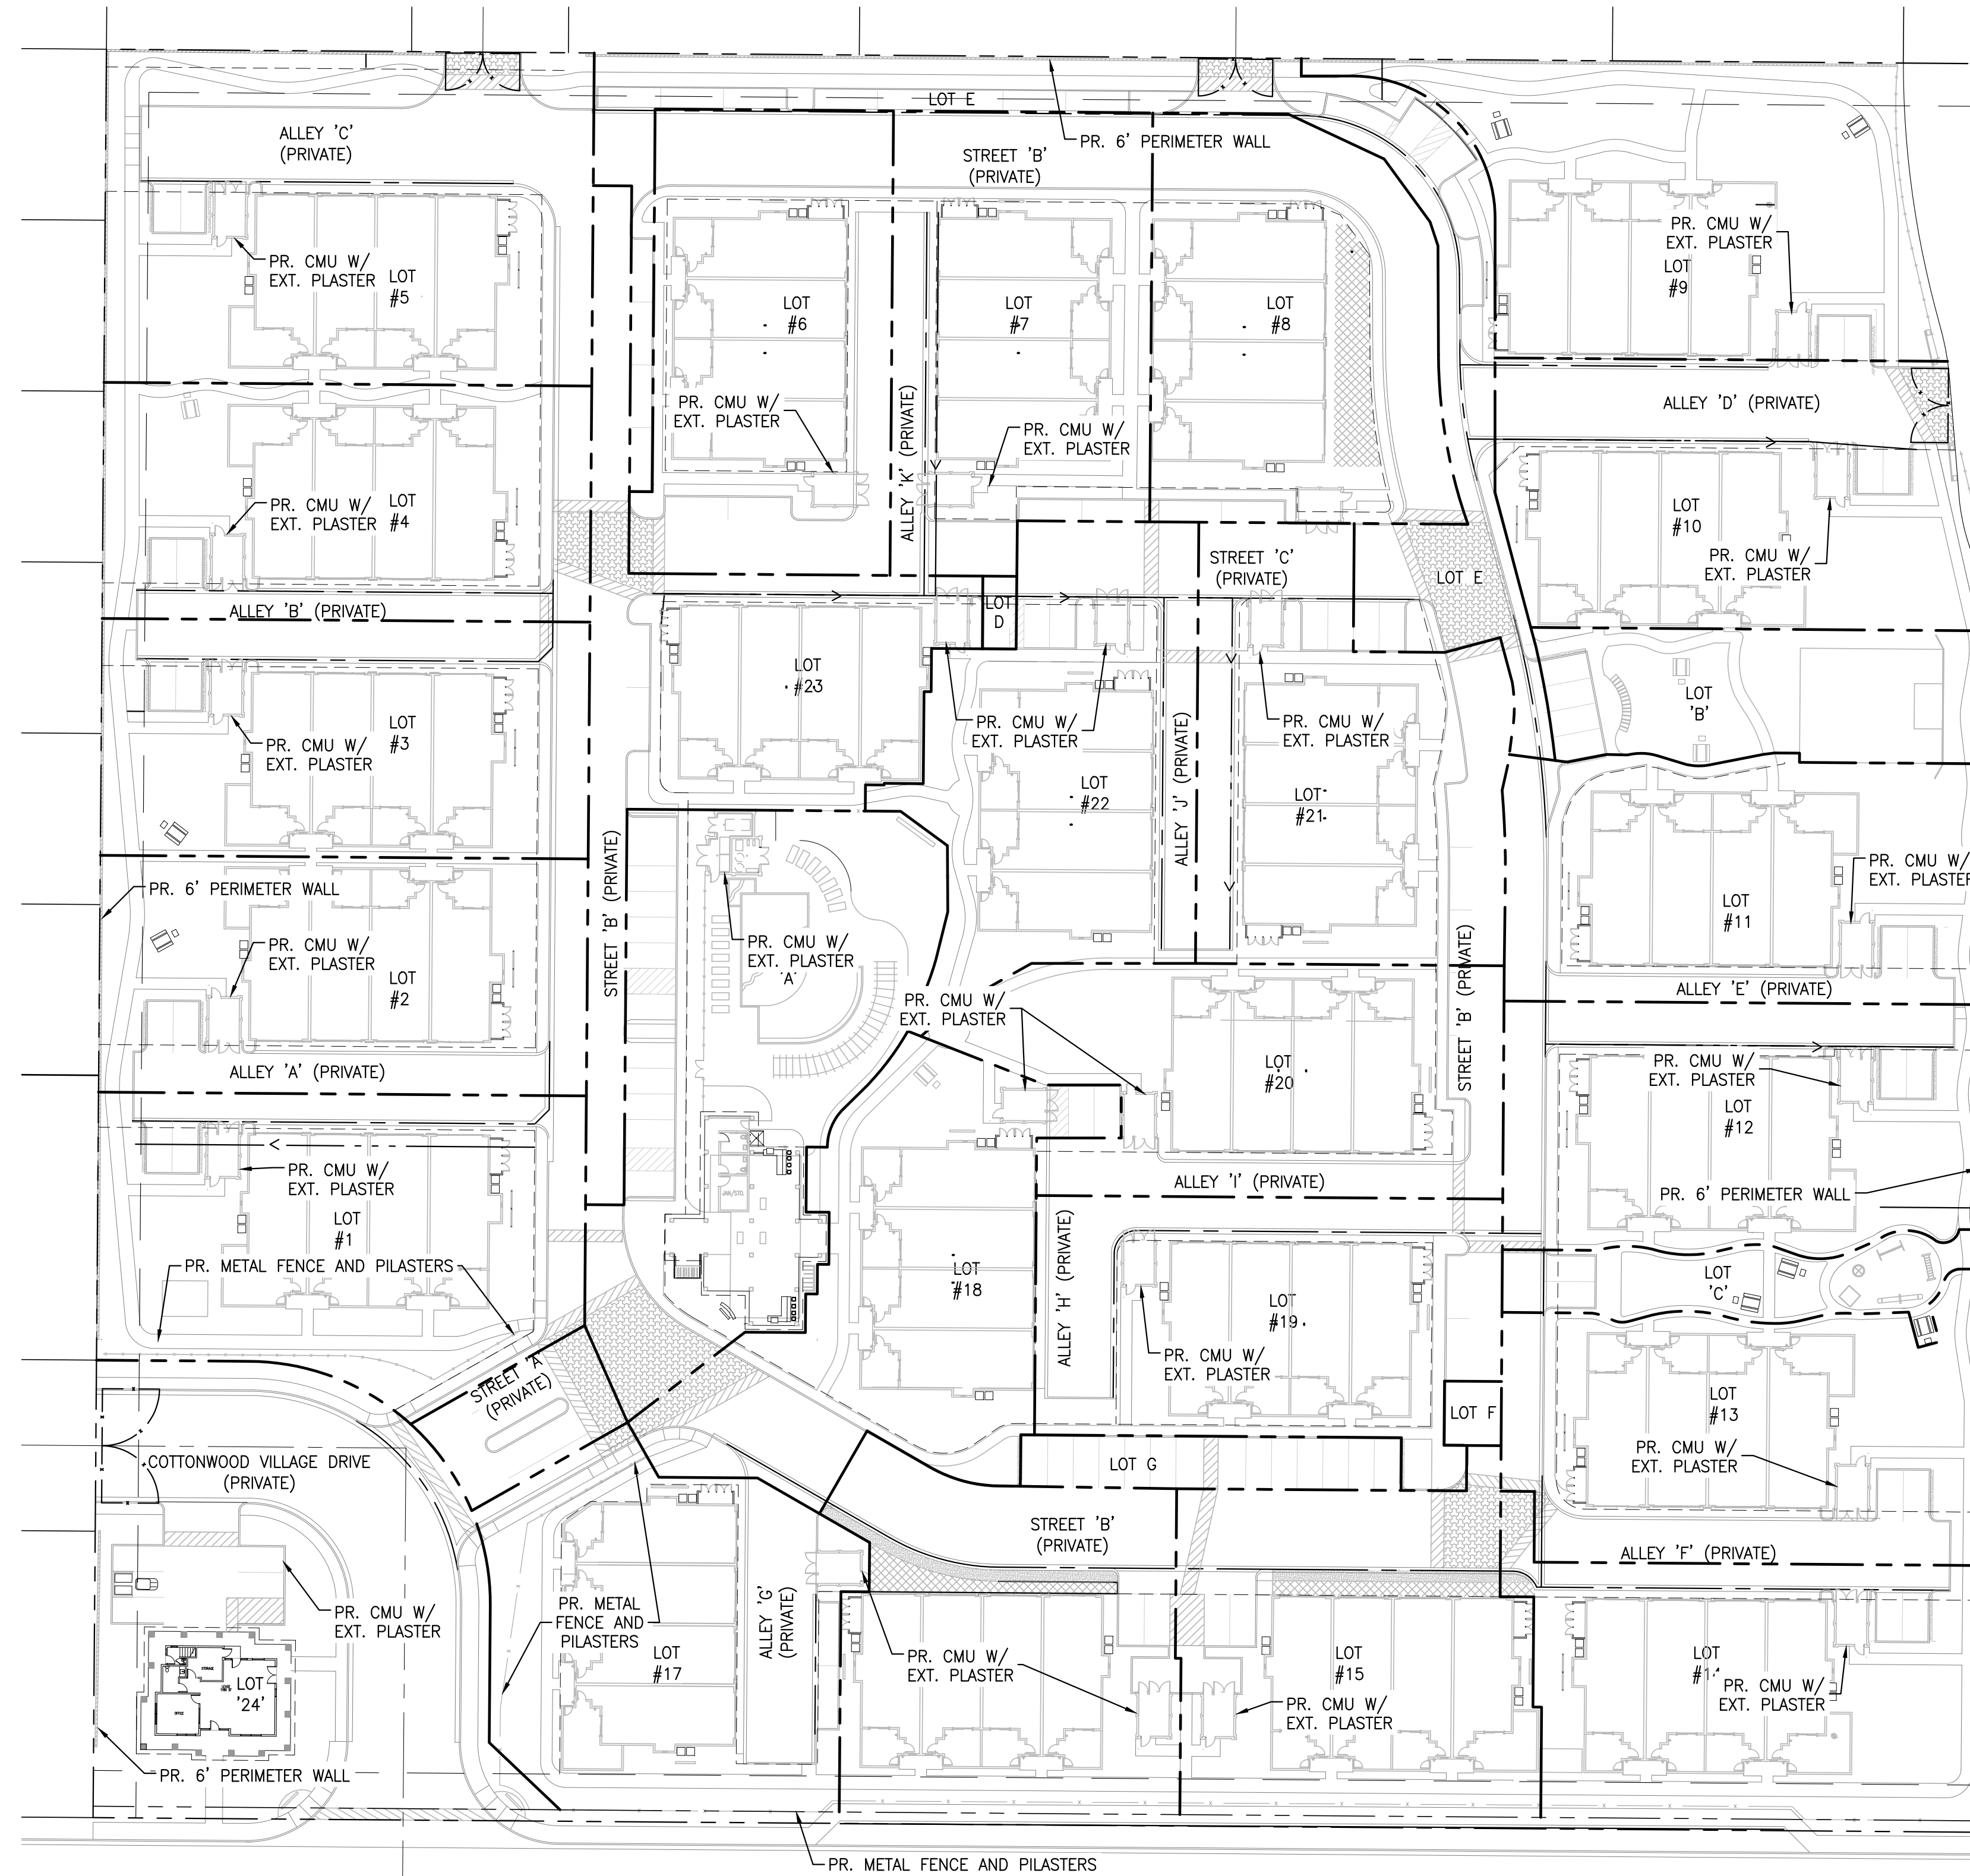 LOT E
PR. 6' PERIMETER WALL
ALLEY 'C'
(PRIVATE)
STREET 'B'
(PRIVATE)
PR. CMU W/
EXT. PLASTER
LOT
#5
LOT
#6
LOT
#7
LOT
#8
PR. CMU W/
EXT. PLASTER
LOT
#9
PR. CMU W/
EXT. PLASTER
ALLEY 'K' (PRIVATE)
PR. CMU W/
EXT. PLASTER
ALLEY 'D' (PRIVATE)
PR. CMU W/
EXT. PLASTER
LOT
#4
LOT
#10
PR. CMU W/
EXT. PLASTER
STREET 'C'
(PRIVATE)
LOT E
ALLEY 'B' (PRIVATE)
LOT
D
LOT
#23
LOT
'B'
PR. CMU W/
EXT. PLASTER
LOT
#3
PR. CMU W/
EXT. PLASTER
PR. CMU W/
EXT. PLASTER
LOT
#22
ALLEY 'J' (PRIVATE)
LOT
#21
STREET 'B' (PRIVATE)
PR. 6' PERIMETER WALL
PR. CMU W/
EXT. PLASTER
LOT
#11
PR. CMU W/
EXT. PLASTER
LOT
#2
PR. CMU W/
EXT. PLASTER
'A'
PR. CMU W/
EXT. PLASTER
STREET 'B' (PRIVATE)
ALLEY 'E' (PRIVATE)
ALLEY 'A' (PRIVATE)
LOT
#20
PR. CMU W/
EXT. PLASTER
LOT
#12
PR. CMU W/
EXT. PLASTER
LOT
#1
JAN/STO.
ALLEY 'I' (PRIVATE)
PR. 6' PERIMETER WALL
PR. METAL FENCE AND PILASTERS
LOT
#18
ALLEY 'H' (PRIVATE)
LOT
#19
LOT
'C'
STREET 'A'
(PRIVATE)
PR. CMU W/
EXT. PLASTER
LOT F
LOT
#13
COTTONWOOD VILLAGE DRIVE
(PRIVATE)
LOT G
PR. CMU W/
EXT. PLASTER
STREET 'B'
(PRIVATE)
ALLEY 'F' (PRIVATE)
PR. CMU W/
EXT. PLASTER
PR. METAL
FENCE AND
PILASTERS
LOT
#17
ALLEY 'G'
(PRIVATE)
PR. CMU W/
EXT. PLASTER
LOT
#15
PR. CMU W/
EXT. PLASTER
LOT
PR. CMU W/
EXT. PLASTER
STORAGE
OFFICE
LOT
'24'
PR. 6' PERIMETER WALL
PR. METAL FENCE AND PILASTERS